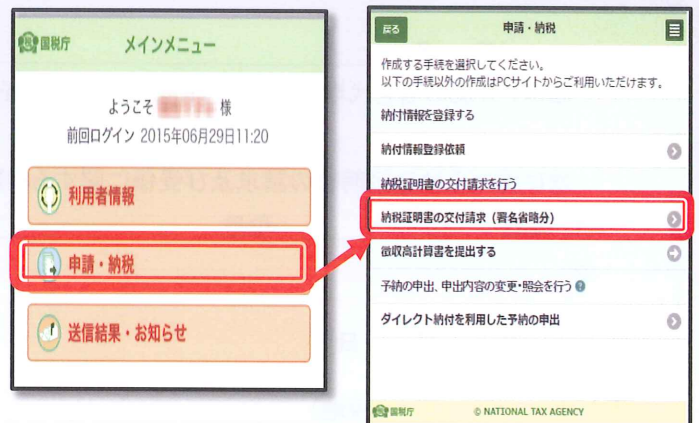 国税庁
メインメニュー
ようこそ 様
前回ログイン 2015年06月29日11:20
利用者情報
申請・納税
送信結果・お知らせ
戻る
申請・納税
作成する手続を選択してください。
以下の手続以外の作成はPCサイトからご利用いただけます。
納付情報を登録する
納付情報登録依頼
納税証明書の交付請求を行う
納税証明書の交付請求（署名省略分）
徴収高計算書を提出する
予納の申出、申出内容の変更・照会を行う
ダイレクト納付を利用した予納の申出
国税庁
© NATIONAL TAX AGENCY